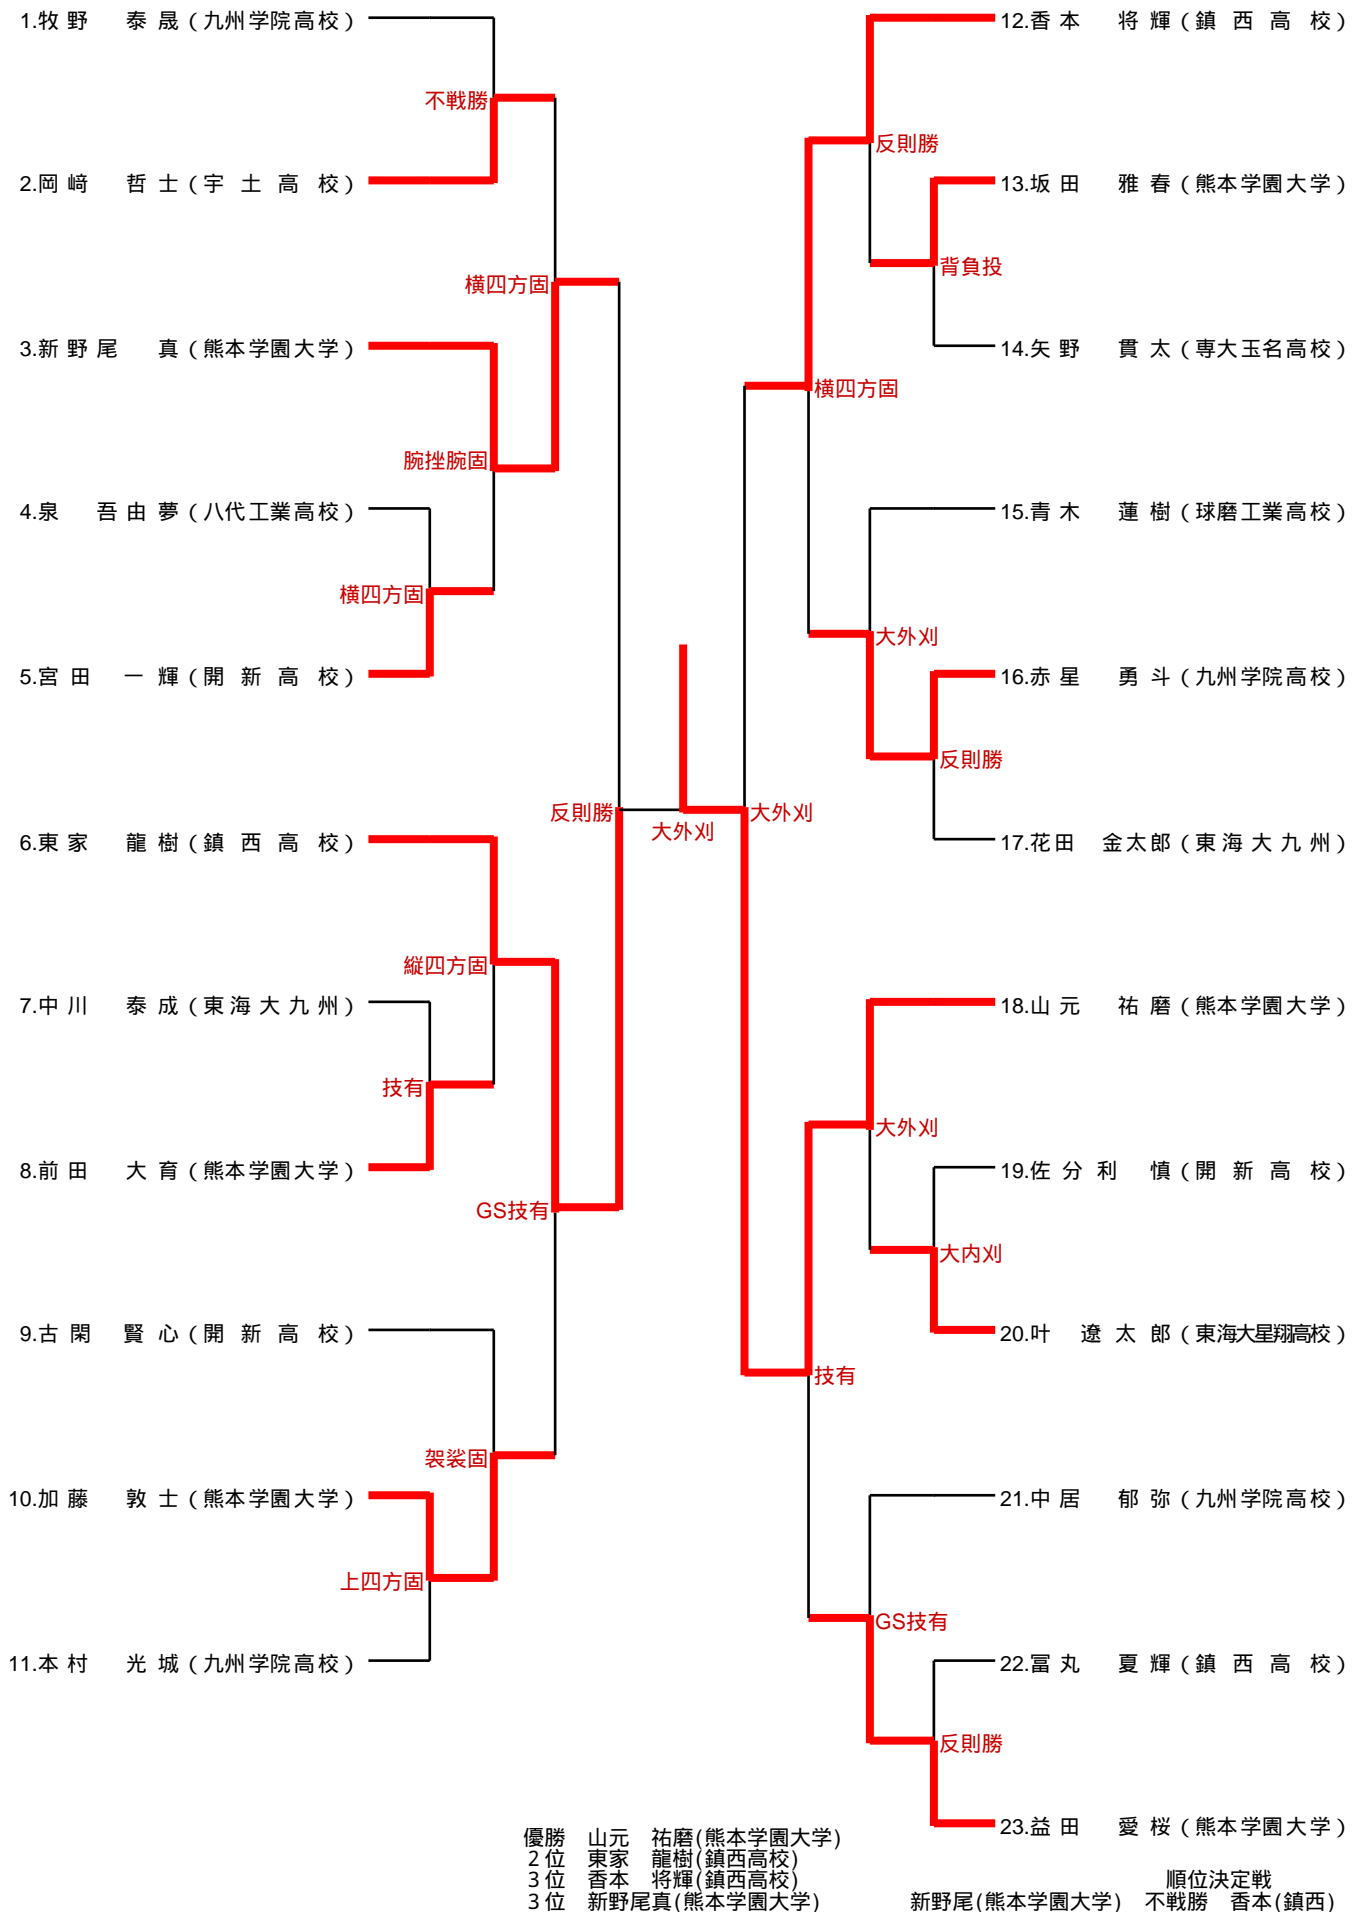 1.牧野　泰晟(九州学院高校)
不戦勝
2.岡﨑　哲士(宇土高校)
横四方固
3.新野尾　真(熊本学園大学)
腕挫腕固
4.泉　吾由夢(八代工業高校)
横四方固
5.宮田　一輝(開新高校)
反則勝
6.東家　龍樹(鎮西高校)
縦四方固
7.中川　泰成(東海大九州)
技有
8.前田　大育(熊本学園大学)
GS技有
9.古閑　賢心(開新高校)
袈裟固
10.加藤　敦士(熊本学園大学)
上四方固
11.本村　光城(九州学院高校)
大外刈
大外刈
12.香本　将輝(鎮西高校)
反則勝
13.坂田　雅春(熊本学園大学)
背負投
14.矢野　貫太(専大玉名高校)
横四方固
15.青木　蓮樹(球磨工業高校)
大外刈
16.赤星　勇斗(九州学院高校)
反則勝
17.花田　金太郎(東海大九州)
18.山元　祐磨(熊本学園大学)
大外刈
19.佐分利　慎(開新高校)
大内刈
20.叶　遼太郎(東海大星翔高校)
技有
21.中居　郁弥(九州学院高校)
GS技有
22.冨丸　夏輝(鎮西高校)
反則勝
23.益田　愛桜(熊本学園大学)
優勝　山元　祐磨(熊本学園大学)
2位　東家　龍樹(鎮西高校)
3位　香本　将輝(鎮西高校)
3位　新野尾真(熊本学園大学)
順位決定戦
新野尾(熊本学園大学)　不戦勝　香本(鎮西)